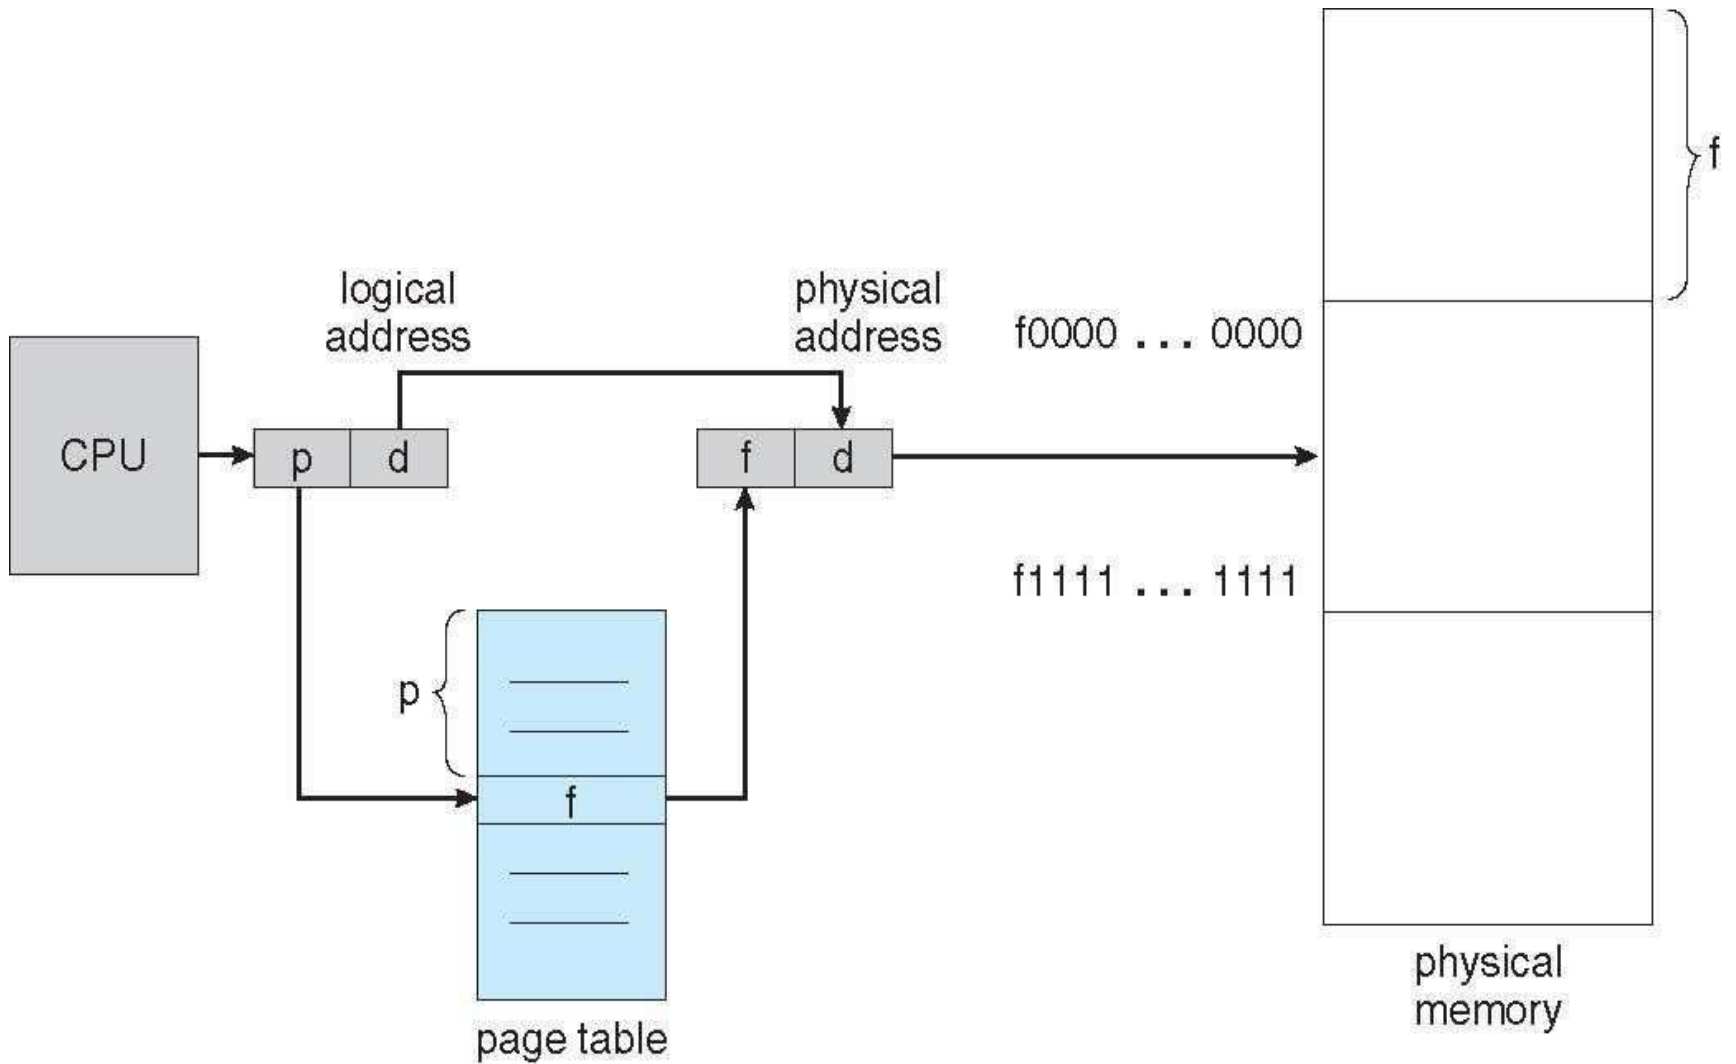 f
logical
address
physical
address
f0000 ... 0000
CPU
p
d
f
d
f1111 ... 1111
p
f
physical
memory
page table